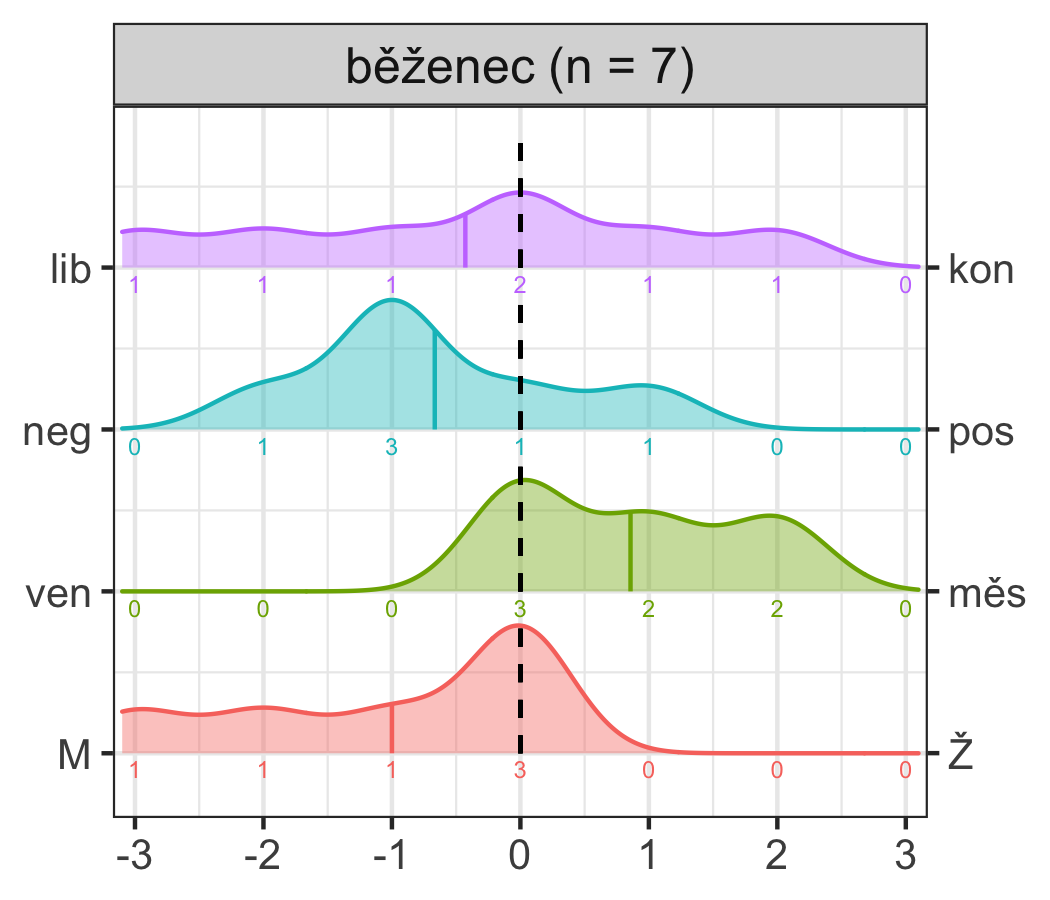 běženec (n = 7)
lib kon
1 1 1 2 1 1 0
neg pos
0 1 3 1 1 0 0
ven měs
0 0 0 3 2 2 0
M Ž
1 1 1 3 0 0 0
-3 -2 -1 0 1 2 3